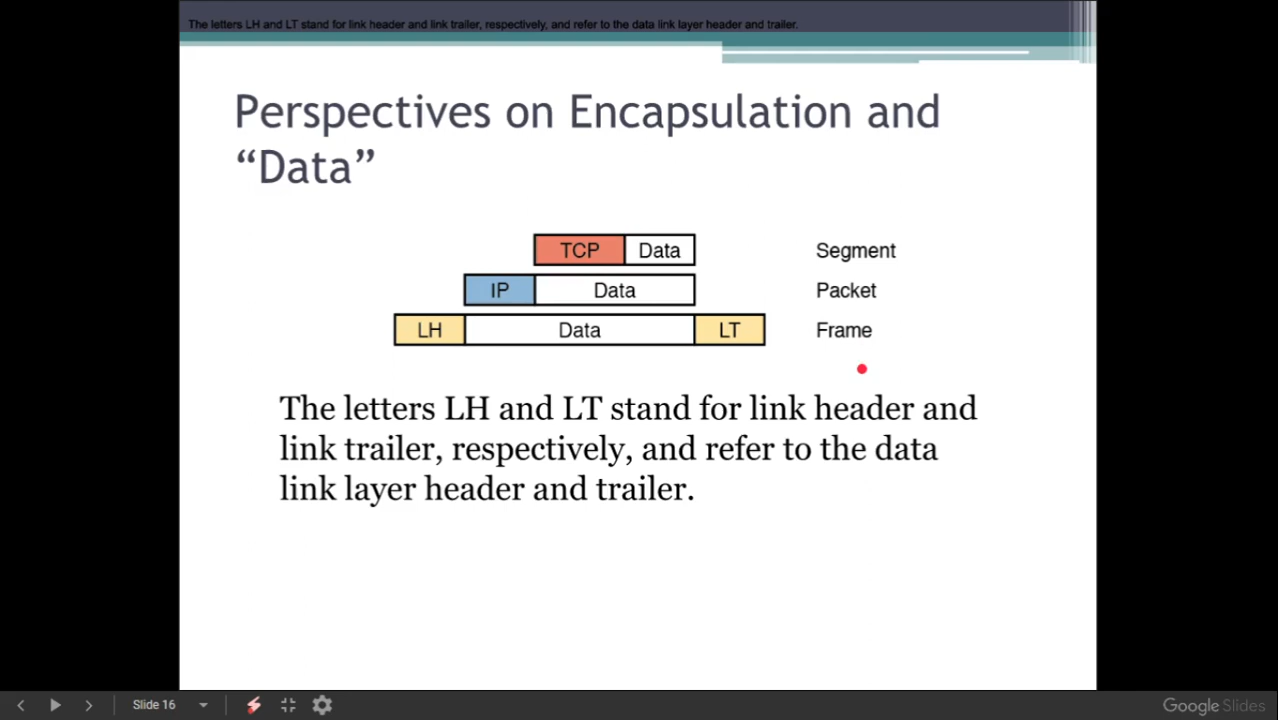 The letters LH and LT stand for link header and link trailer, respectively, and refer to the data link layer header and trailer.
Perspectives on Encapsulation and
“Data”
TCP Data Segment
IP Data Packet
LH Data LT Frame
The letters LH and LT stand for link header and
link trailer, respectively, and refer to the data
link layer header and trailer.
Slide 16
Google Slides